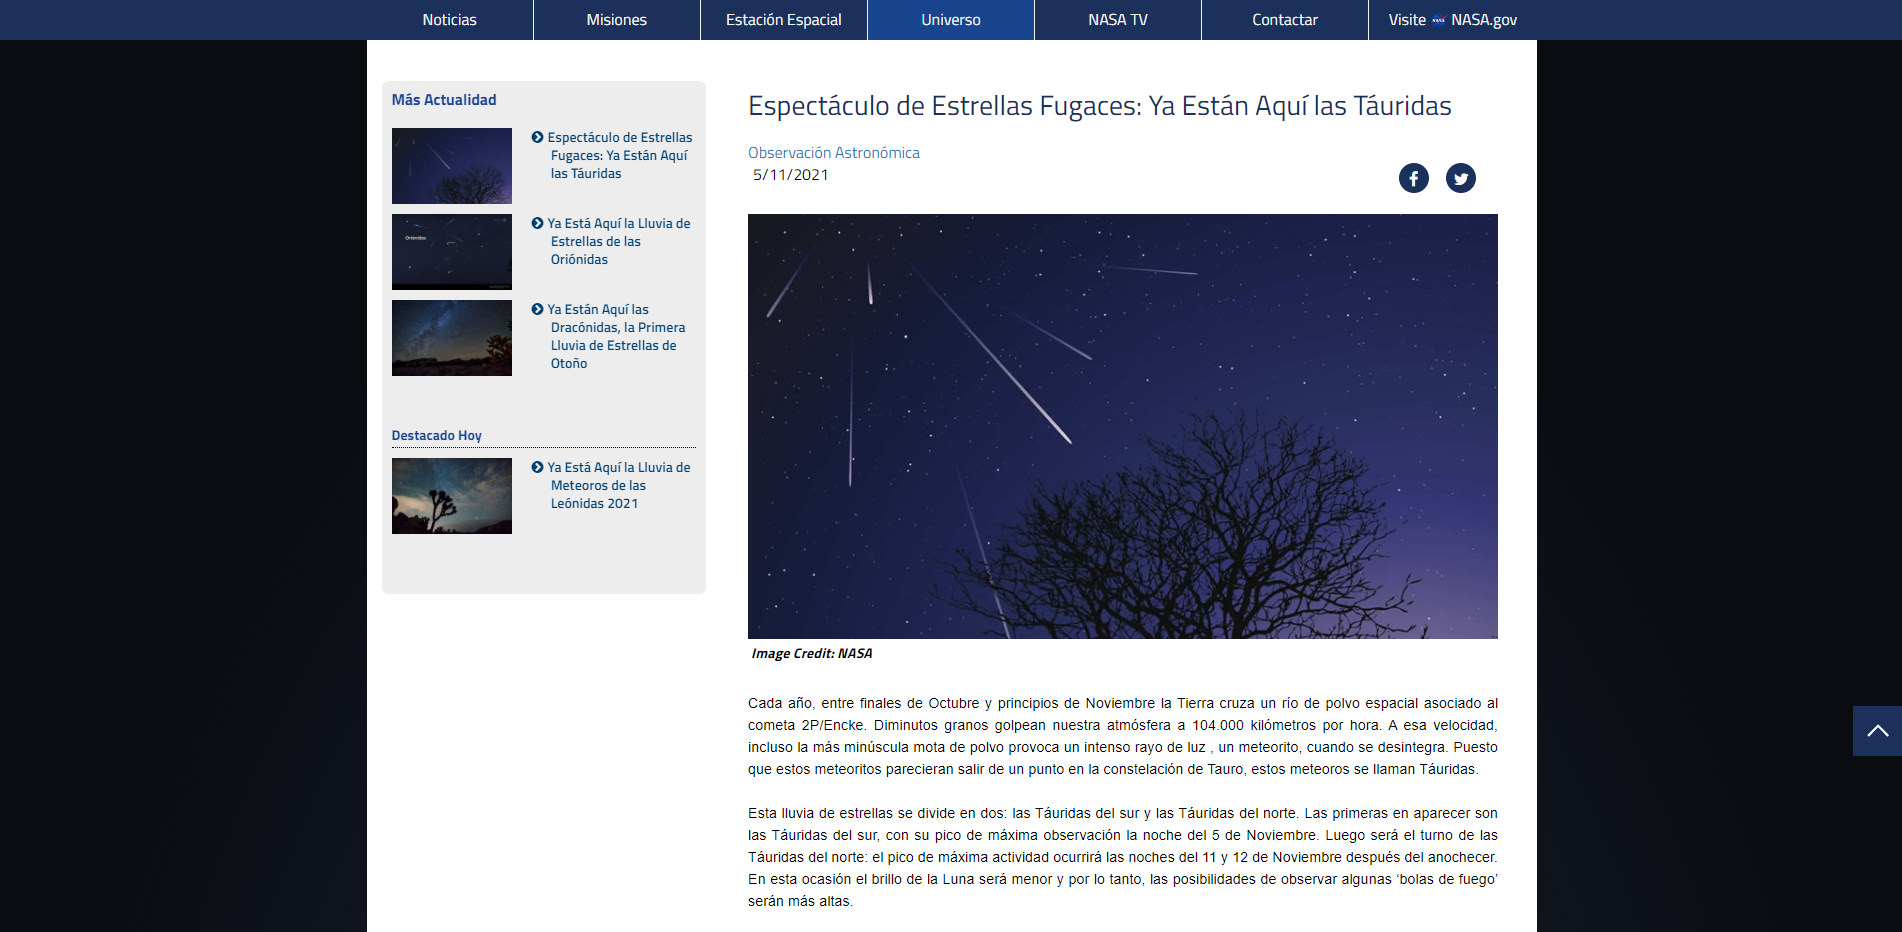 Noticias
Misiones
Estación Espacial
Universo
NASA TV
Contactar
Visite NASA NASA.gov
Más Actualidad
Espectáculo de Estrellas
Fugaces: Ya Están Aquí
las Táuridas
Oriónidas
Ya Está Aquí la Lluvia de
Estrellas de las
Oriónidas
Ya Están Aquí las
Dracónidas, la Primera
Lluvia de Estrellas de
Otoño
Destacado Hoy
Ya Está Aquí la Lluvia de
Meteoros de las
Leónidas 2021
Espectáculo de Estrellas Fugaces: Ya Están Aquí las Táuridas
Observación Astronómica
5/11/2021
Image Credit: NASA
Cada año, entre finales de Octubre y principios de Noviembre la Tierra cruza un río de polvo espacial asociado al
cometa 2P/Encke. Diminutos granos golpean nuestra atmósfera a 104.000 kilómetros por hora. A esa velocidad,
incluso la más minúscula mota de polvo provoca un intenso rayo de luz , un meteorito, cuando se desintegra. Puesto
que estos meteoritos parecieran salir de un punto en la constelación de Tauro, estos meteoros se llaman Táuridas.
Esta lluvia de estrellas se divide en dos: las Táuridas del sur y las Táuridas del norte. Las primeras en aparecer son
las Táuridas del sur, con su pico de máxima observación la noche del 5 de Noviembre. Luego será el turno de las
Táuridas del norte: el pico de máxima actividad ocurrirá las noches del 11 y 12 de Noviembre después del anochecer.
En esta ocasión el brillo de la Luna será menor y por lo tanto, las posibilidades de observar algunas ‘bolas de fuego’
serán más altas.